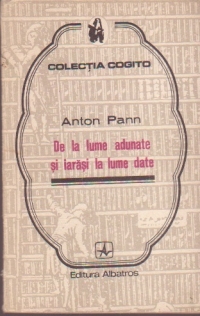 COLECȚIA COGITO
Anton Pann
De la lume adunate
și iarăși la lume date
Editura Albatros